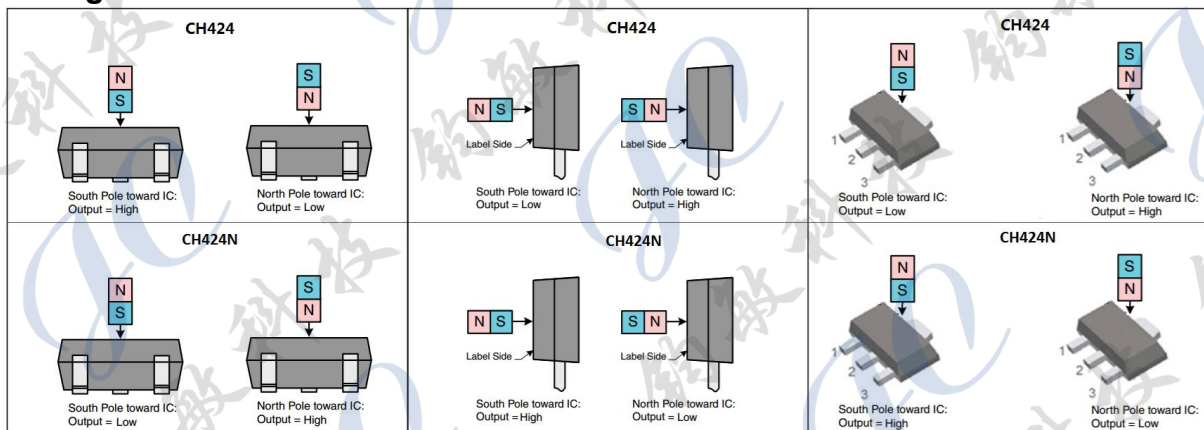 CH424
N
S
S
N
South Pole toward IC:
Output = High
North Pole toward IC:
Output = Low
CH424
N S
S N
Label Side
Label Side
South Pole toward IC:
Output = Low
North Pole toward IC:
Output = High
CH424
N
S
S
N
1
2
3
1
2
3
South Pole toward IC:
Output = Low
North Pole toward IC:
Output = High
CH424N
N
S
S
N
South Pole toward IC:
Output = Low
North Pole toward IC:
Output = High
CH424N
N S
S N
Label Side
Label Side
South Pole toward IC:
Output = High
North Pole toward IC:
Output = Low
CH424N
N
S
S
N
1
2
3
1
2
3
South Pole toward IC:
Output = High
North Pole toward IC:
Output = Low